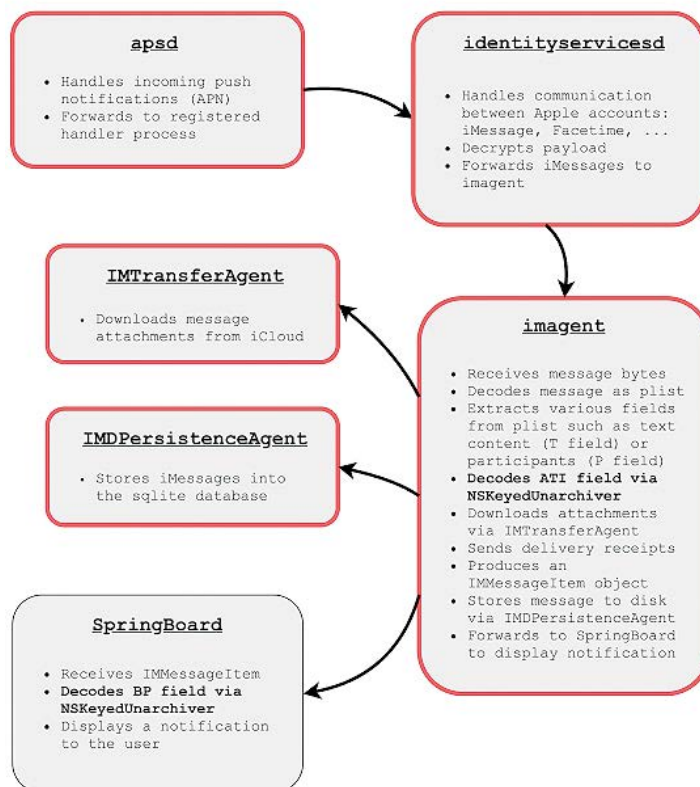 apsd
• Handles incoming push
notifications (APN)
• Forwards to registered
handler process
identityservicesd
• Handles communication
between Apple accounts:
iMessage, Facetime, ...
• Decrypts payload
• Forwards iMessages to
imagent
IMTransferAgent
• Downloads message
attachments from iCloud
IMDPersistenceAgent
• Stores iMessages into
the sqlite database
imagent
• Receives message bytes
• Decodes message as plist
• Extracts various fields
from plist such as text
content (T field) or
participants (P field)
• Decodes ATI field via
NSKeyedUnarchiver
• Downloads attachments
via IMTransferAgent
• Sends delivery receipts
• Produces an
IMMessageItem object
• Stores message to disk
via IMDPersistenceAgent
• Forwards to SpringBoard
to display notification
SpringBoard
• Receives IMMessageItem
• Decodes BP field via
NSKeyedUnarchiver
• Displays a notification
to the user